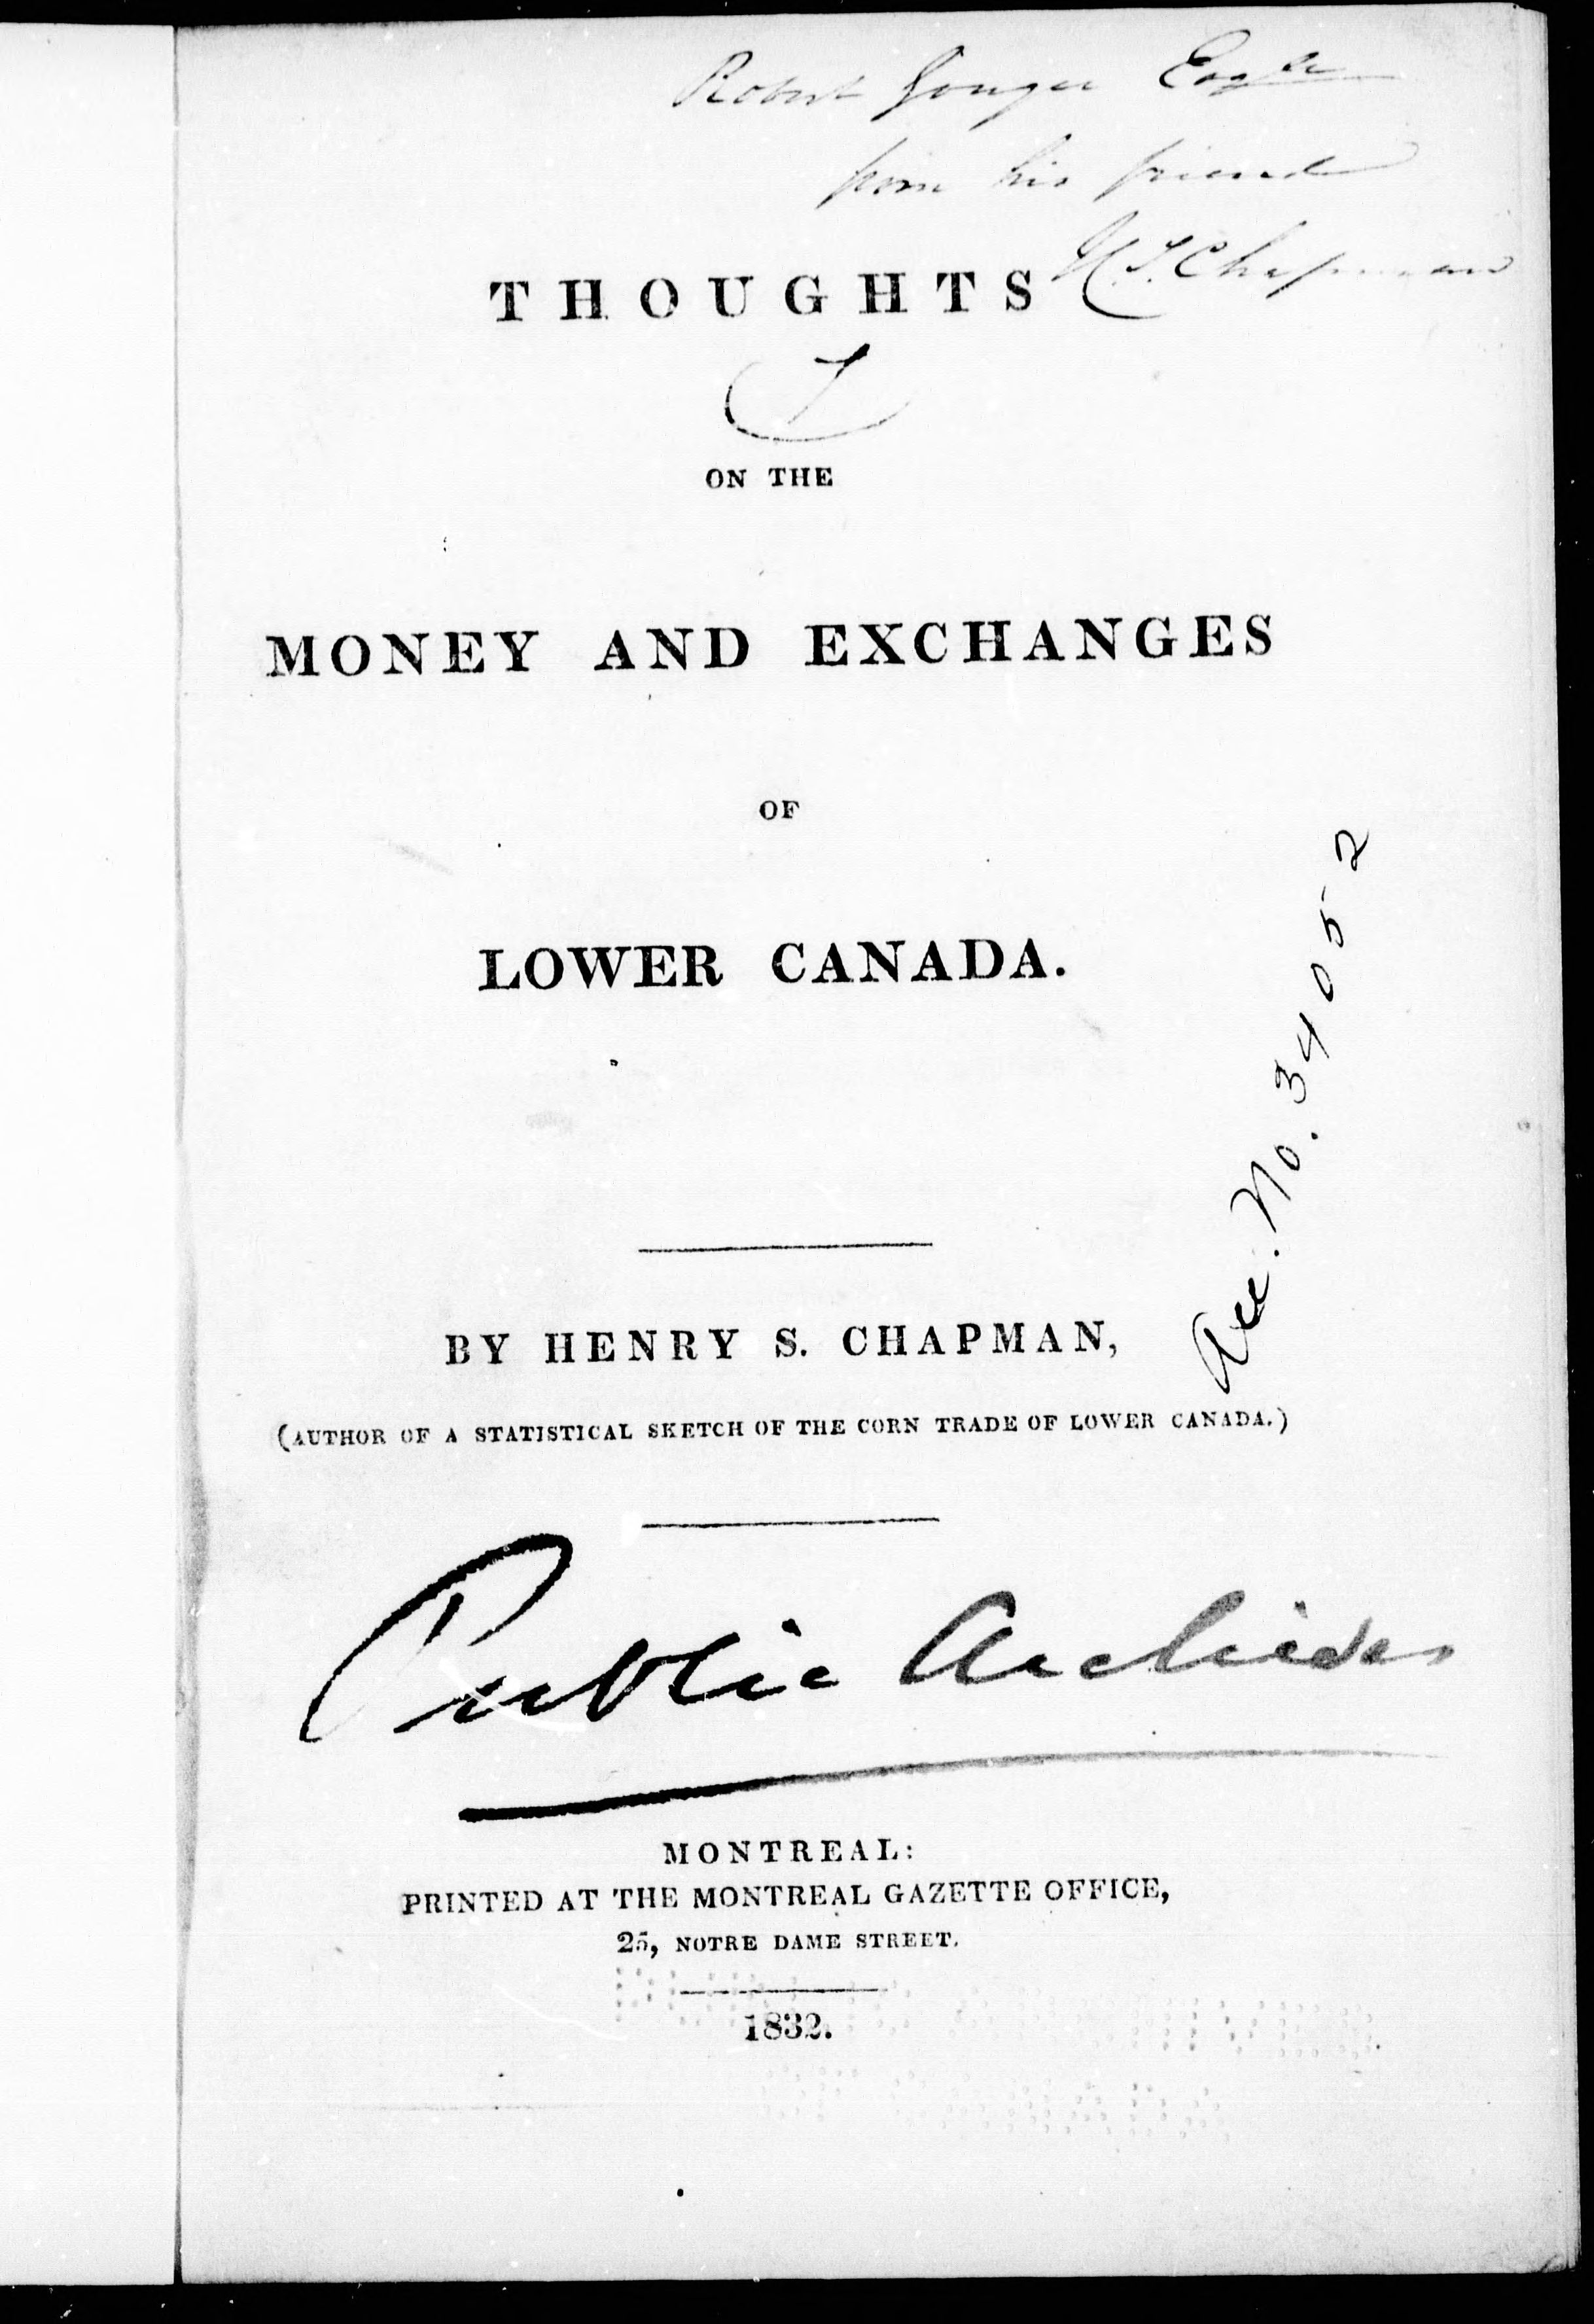 Robert Gouger Esqre
from his friend
H.S. Chapman
THOUGHTS
ON THE
MONEY AND EXCHANGES
OF
LOWER CANADA.
Acc. No. 34052
BY HENRY S. CHAPMAN,
(AUTHOR OF A STATISTICAL SKETCH OF THE CORN TRADE OF LOWER CANADA.)
Public Archives
MONTREAL:
PRINTED AT THE MONTREAL GAZETTE OFFICE,
25, NOTRE DAME STREET.
1832.